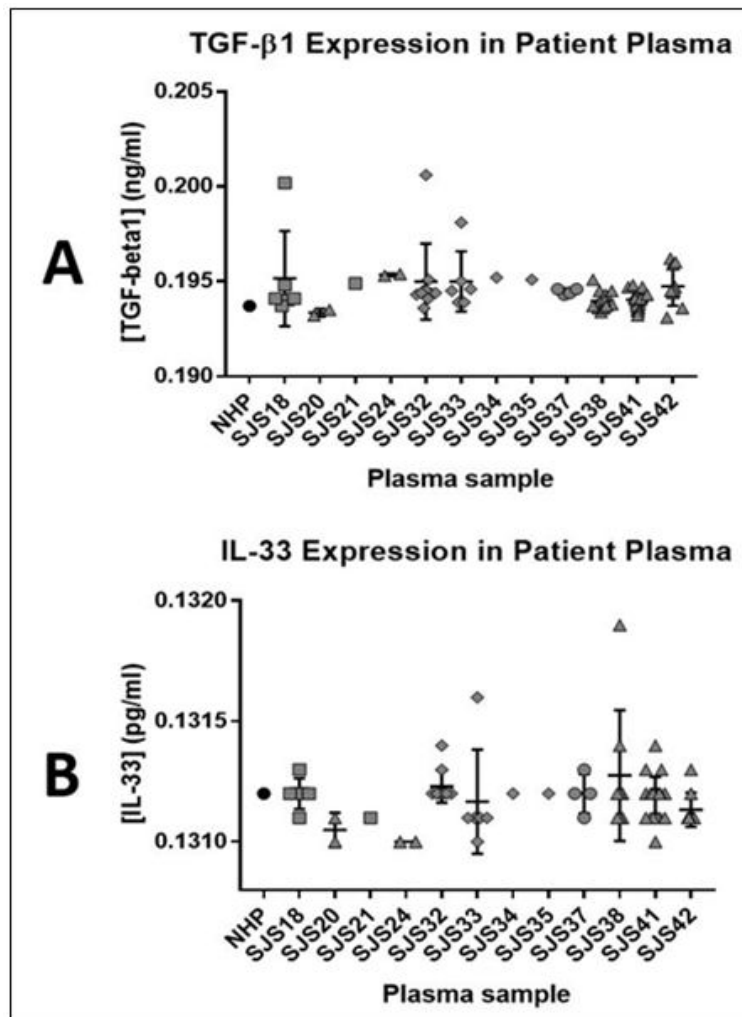 TGF-β1 Expression in Patient Plasma
A
[TGF-beta1] (ng/ml)
0.205
0.200
0.195
0.190
NHP
SJS18
SJS20
SJS21
SJS24
SJS32
SJS33
SJS34
SJS35
SJS37
SJS38
SJS41
SJS42
Plasma sample
IL-33 Expression in Patient Plasma
B
[IL-33] (pg/ml)
0.1320
0.1315
0.1310
NHP
SJS18
SJS20
SJS21
SJS24
SJS32
SJS33
SJS34
SJS35
SJS37
SJS38
SJS41
SJS42
Plasma sample